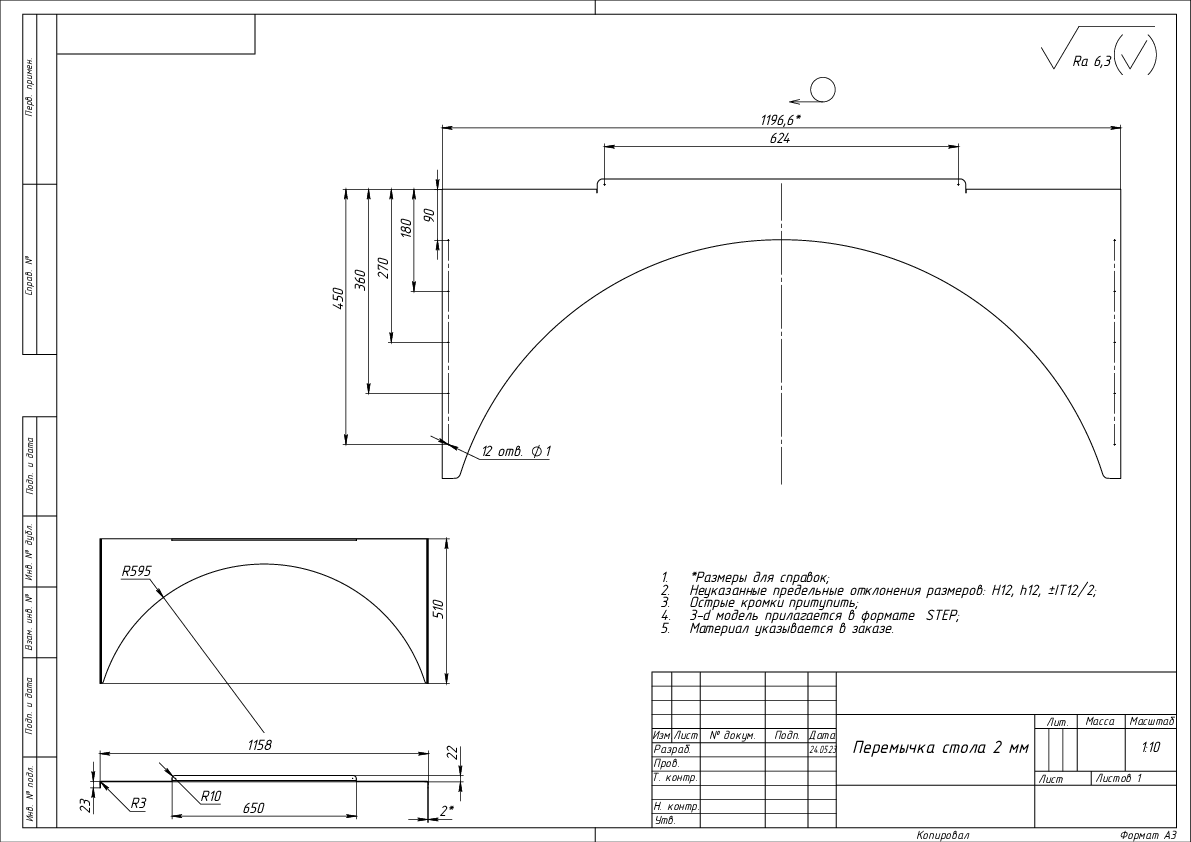 Перв. примен.
Справ. №
Подп. и дата
Инв. № дубл.
Взам. инв. №
Подп. и дата
Инв. № подл.
Ra 6,3
1196,6*
624
90
180
270
360
450
12 отв. ∅1
R595
510
1158
22
23
R3
R10
650
2*
1. *Размеры для справок;
2. Неуказанные предельные отклонения размеров: H12, h12, ±IT12/2;
3. Острые кромки притупить;
4. 3-d модель прилагается в формате STEP;
5. Материал указывается в заказе.
Изм Лист № докум. Подп. Дата
Разраб. 24.05.23
Пров.
Т. контр.
Н. контр.
Утв.
Перемычка стола 2 мм
Лит. Масса Масштаб
1:10
Лист Листов 1
Копировал Формат А3